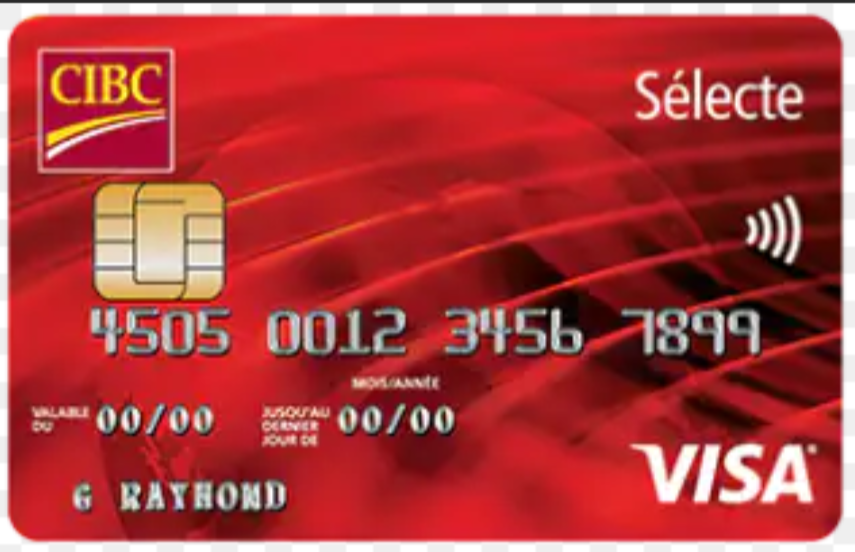 CIBC
Sélecte
4505 0012 3456 7899
MOIS/ANNÉE
VALABLE DU 00/00 JUSQU'AU DERNIER JOUR DE 00/00
G RAYMOND
VISA